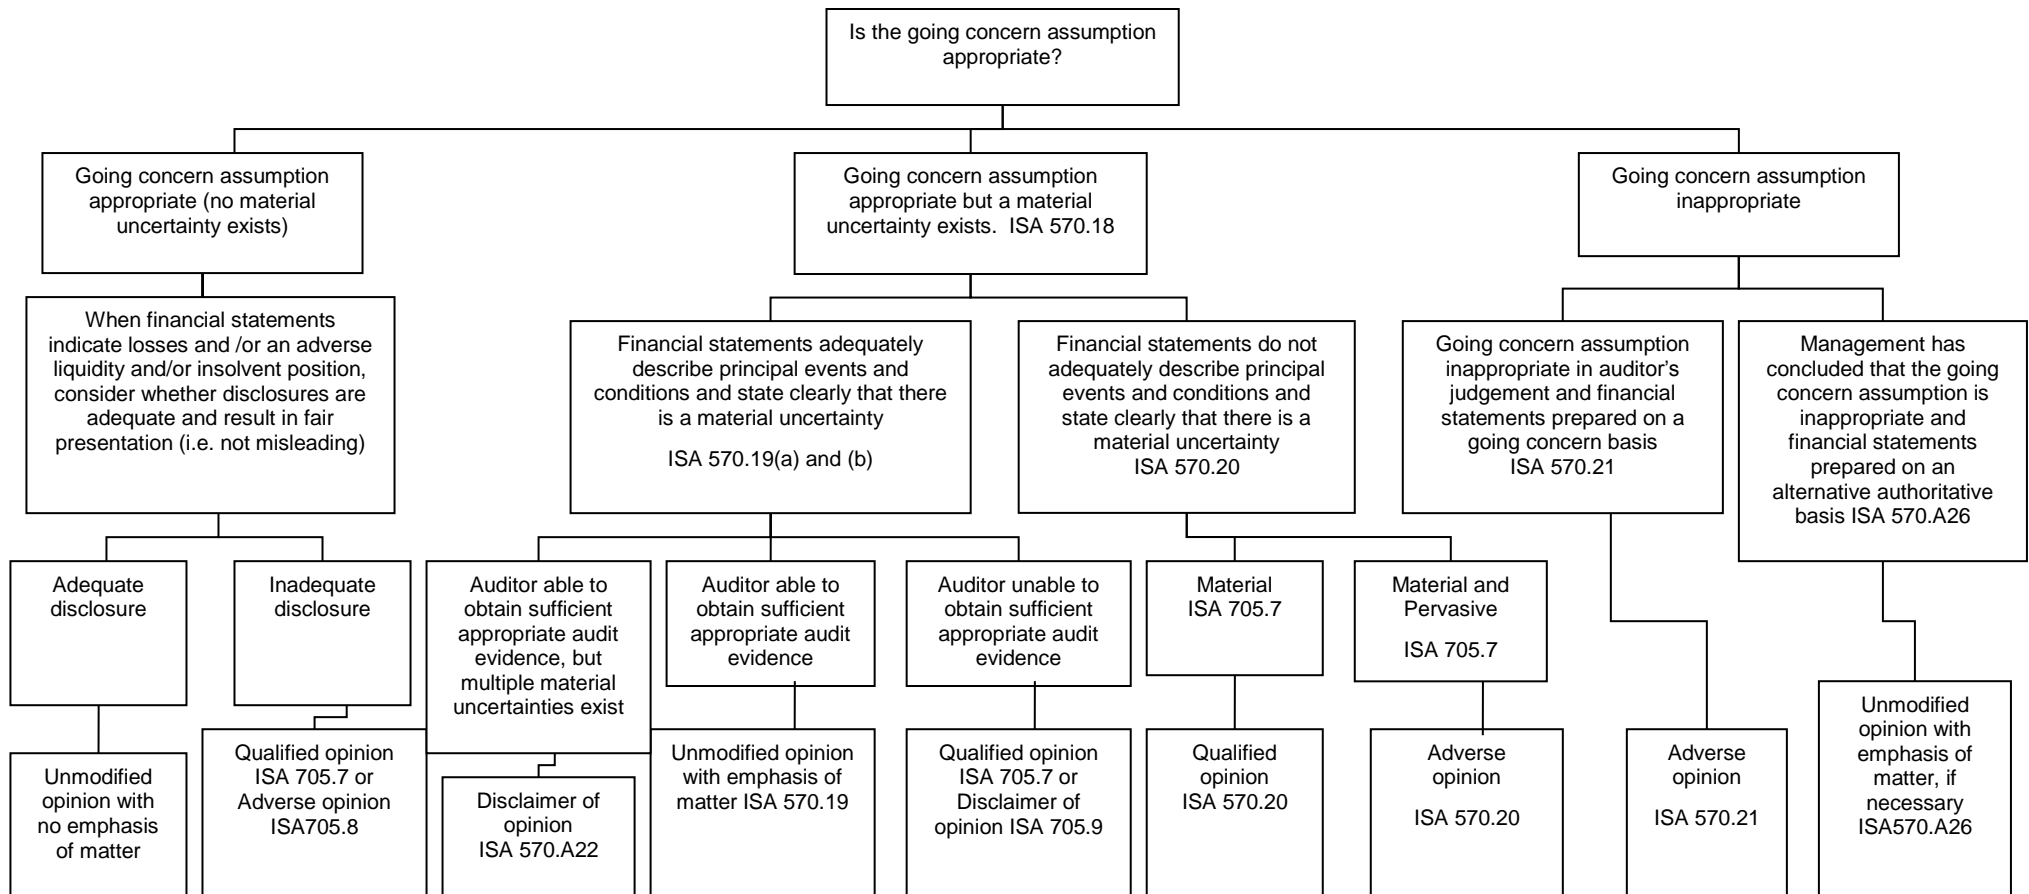 Is the going concern assumption
appropriate?
Going concern assumption
appropriate (no material
uncertainty exists)
Going concern assumption
appropriate but a material
uncertainty exists.  ISA 570.18
Going concern assumption
inappropriate
When financial statements
indicate losses and /or an adverse
liquidity and/or insolvent position,
consider whether disclosures are
adequate and result in fair
presentation (i.e. not misleading)
Financial statements adequately
describe principal events and
conditions and state clearly that there
is a material uncertainty
ISA 570.19(a) and (b)
Financial statements do not
adequately describe principal
events and conditions and
state clearly that there is a
material uncertainty
ISA 570.20
Going concern assumption
inappropriate in auditor's
judgement and financial
statements prepared on a
going concern basis
ISA 570.21
Management has
concluded that the going
concern assumption is
inappropriate and
financial statements
prepared on an
alternative authoritative
basis ISA 570.A26
Adequate
disclosure
Inadequate
disclosure
Auditor able to
obtain sufficient
appropriate audit
evidence, but
multiple material
uncertainties exist
Auditor able to
obtain sufficient
appropriate audit
evidence
Auditor unable to
obtain sufficient
appropriate audit
evidence
Material
ISA 705.7
Material and
Pervasive
ISA 705.7
Unmodified
opinion with
no emphasis
of matter
Qualified opinion
ISA 705.7 or
Adverse opinion
ISA705.8
Disclaimer of
opinion
ISA 570.A22
Unmodified opinion
with emphasis of
matter ISA 570.19
Qualified opinion
ISA 705.7 or
Disclaimer of
opinion ISA 705.9
Qualified
opinion
ISA 570.20
Adverse
opinion
ISA 570.20
Adverse
opinion
ISA 570.21
Unmodified
opinion with
emphasis of
matter, if
necessary
ISA570.A26